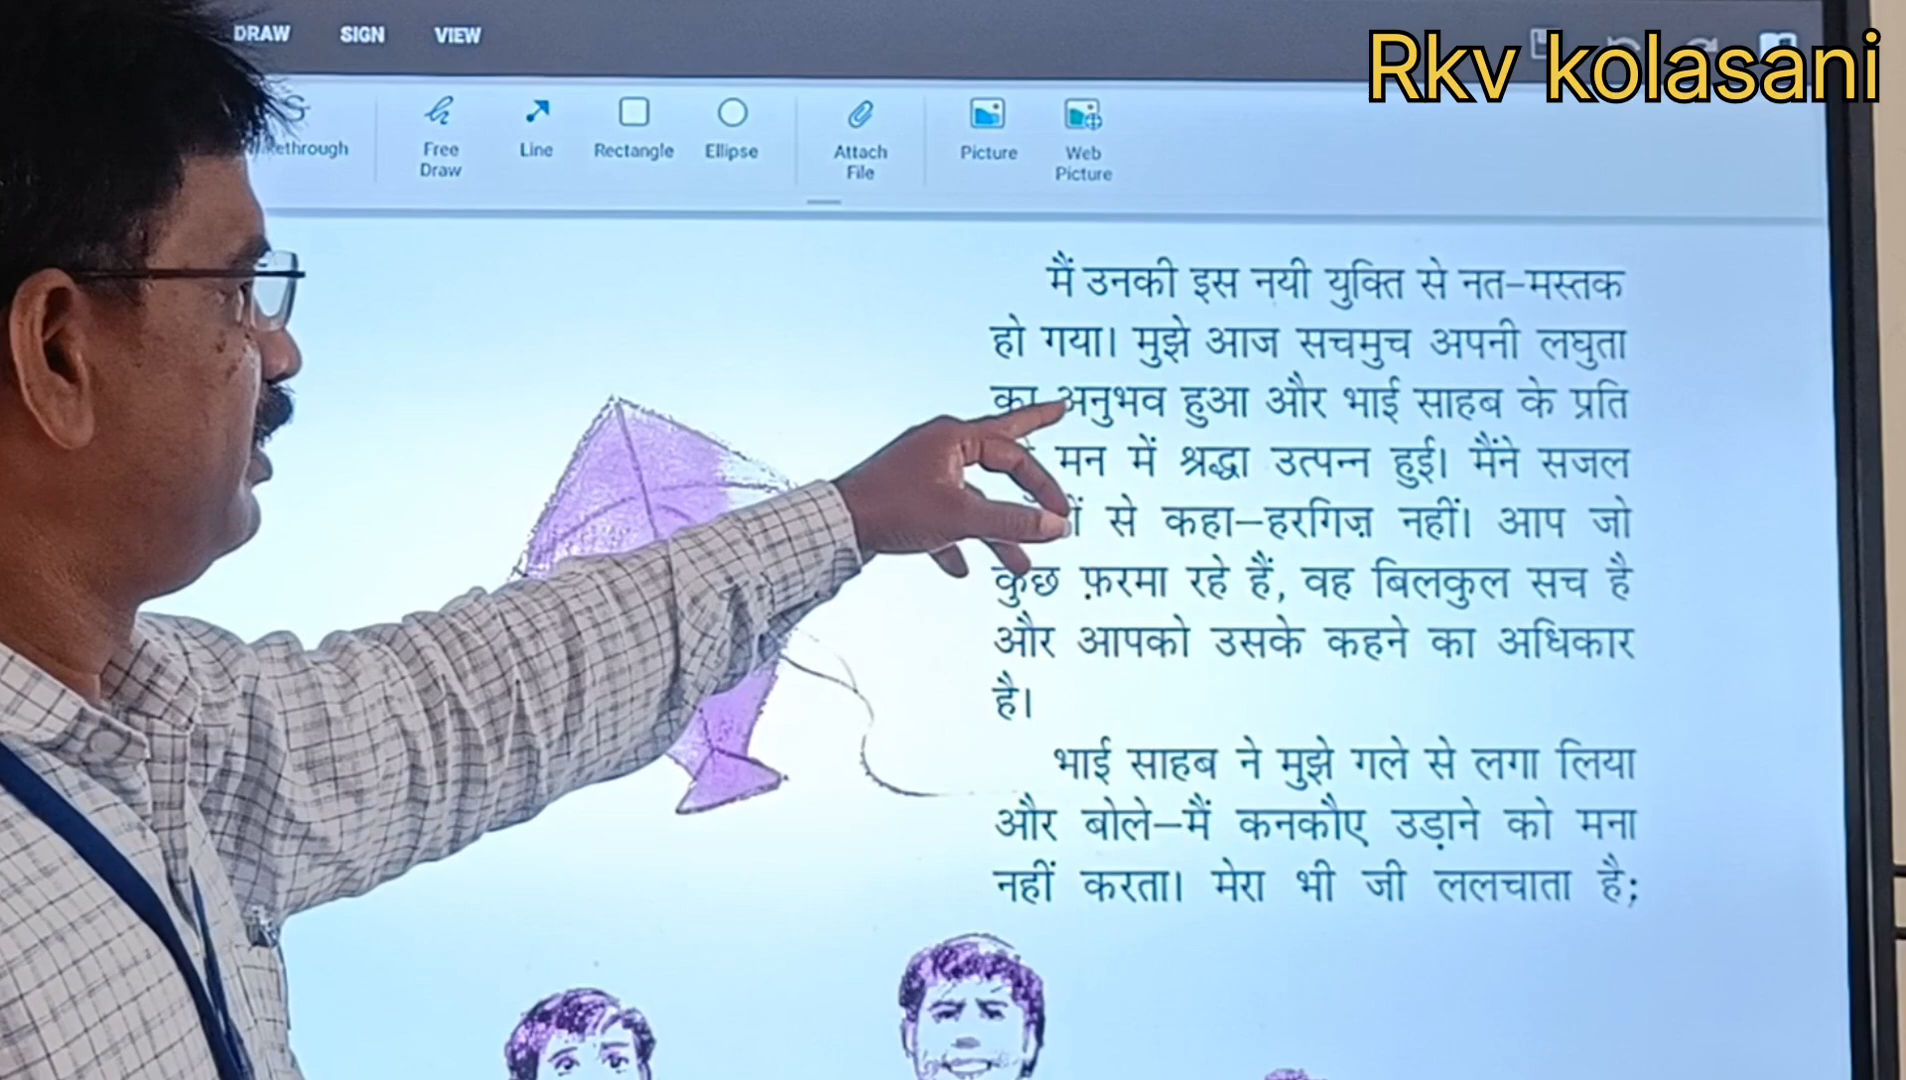 DRAW SIGN VIEW
Rkv kolasani
Free Draw
Line
Rectangle
Ellipse
Attach File
Picture
Web Picture
मैं उनकी इस नयी युक्ति से नत-मस्तक
हो गया। मुझे आज सचमुच अपनी लघुता
का अनुभव हुआ और भाई साहब के प्रति
मन में श्रद्धा उत्पन्न हुई। मैंने सजल
से कहा—हरगिज़ नहीं। आप जो
कुछ फ़रमा रहे हैं, वह बिलकुल सच है
और आपको उसके कहने का अधिकार
है।
भाई साहब ने मुझे गले से लगा लिया
और बोले—मैं कनकौए उड़ाने को मना
नहीं करता। मेरा भी जी ललचाता है;